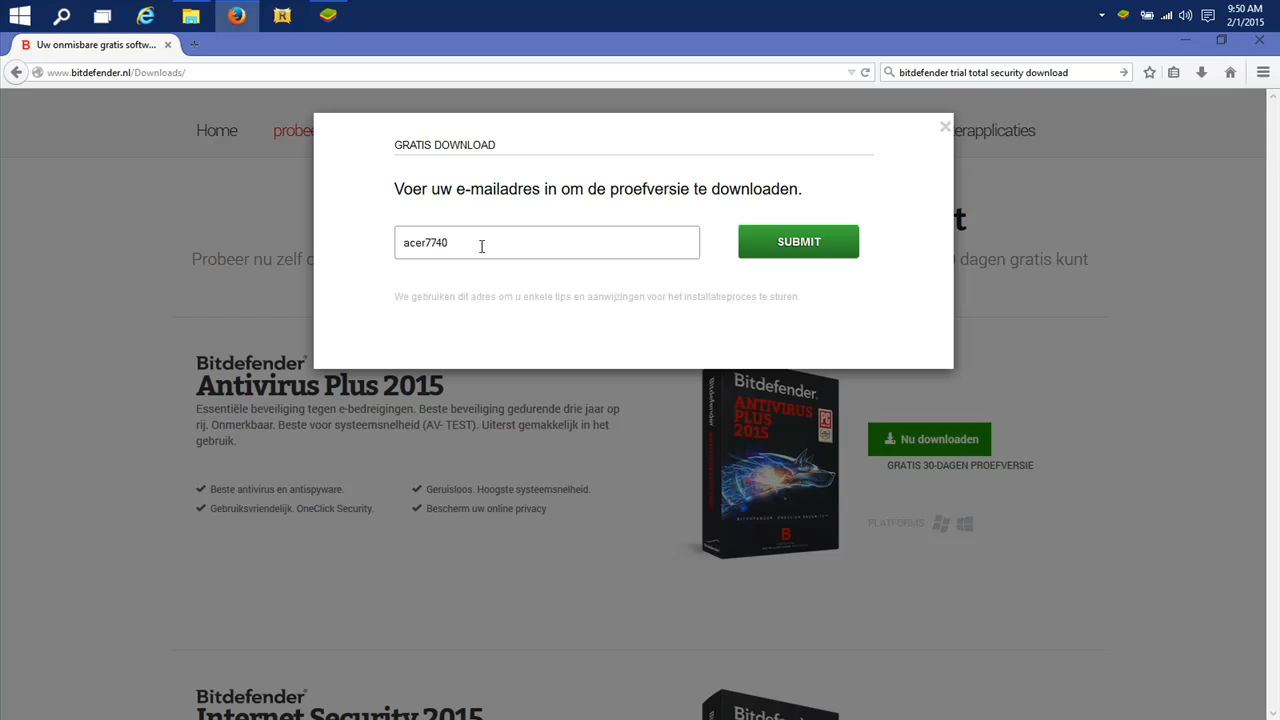 9:50 AM
2/1/2015
B Uw onmisbare gratis softw...
www.bitdefender.nl/Downloads/
bitdefender trial total security download
Home
probee
erapplicaties
GRATIS DOWNLOAD
Voer uw e-mailadres in om de proefversie te downloaden.
acer7740
SUBMIT
We gebruiken dit adres om u enkele tips en aanwijzingen voor het installatieproces te sturen.
t
Probeer nu zelf
dagen gratis kunt
Bitdefender
Antivirus Plus 2015
Essentiële beveiliging tegen e-bedreigingen. Beste beveiliging gedurende drie jaar op
rij. Onmerkbaar. Beste voor systeemsnelheid (AV- TEST). Uiterst gemakkelijk in het
gebruik.
Beste antivirus en antispyware.
Geruisloos. Hoogste systeemsnelheid.
Gebruiksvriendelijk. OneClick Security.
Bescherm uw online privacy
Bitdefender
ANTIVIRUS
PLUS
2015
PC
B
Nu downloaden
GRATIS 30-DAGEN PROEFVERSIE
PLATFORMS
Bitdefender
Internet Security 2015
Bitdefender